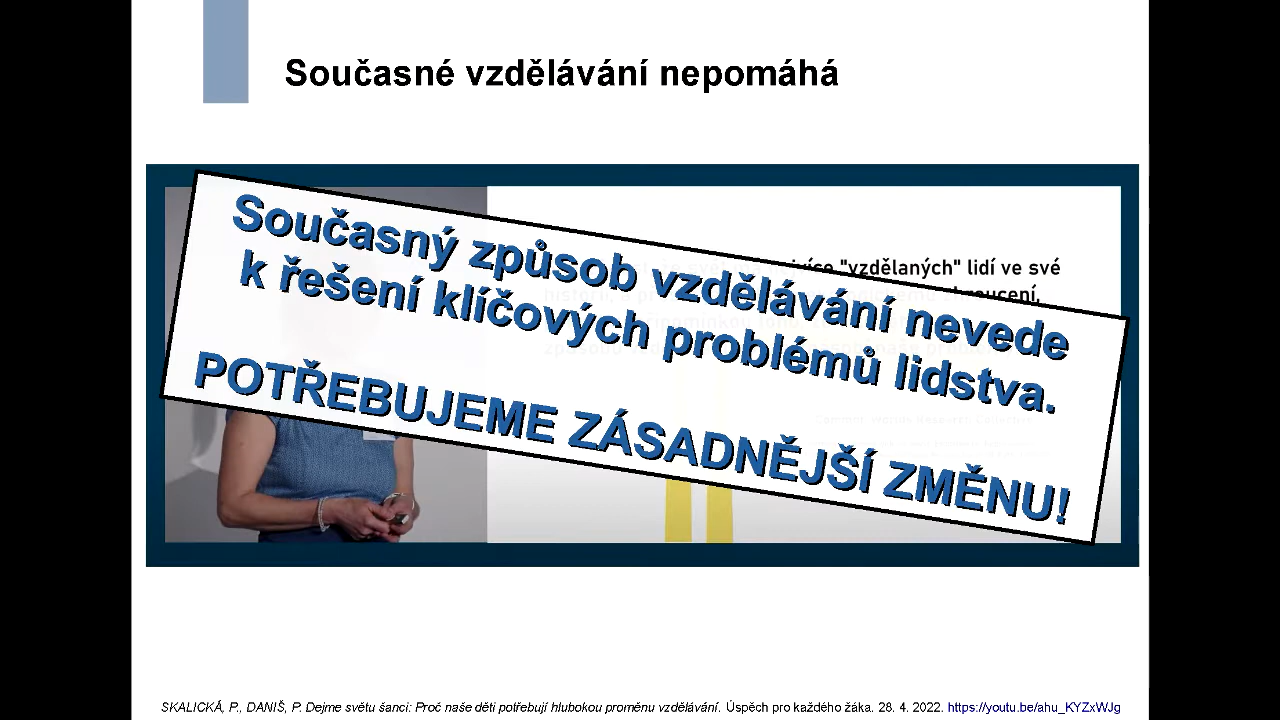 Současné vzdělávání nepomáhá
"vzdělaných" lidí ve své
Současný způsob vzdělávání nevede
k řešení klíčových problémů lidstva.
POTŘEBUJEME ZÁSADNĚJŠÍ ZMĚNU!
SKALICKÁ, P., DANIŠ, P. Dejme světu šanci: Proč naše děti potřebují hlubokou proměnu vzdělávání. Úspěch pro každého žáka. 28. 4. 2022. https://youtu.be/ahu_KYZxWJg